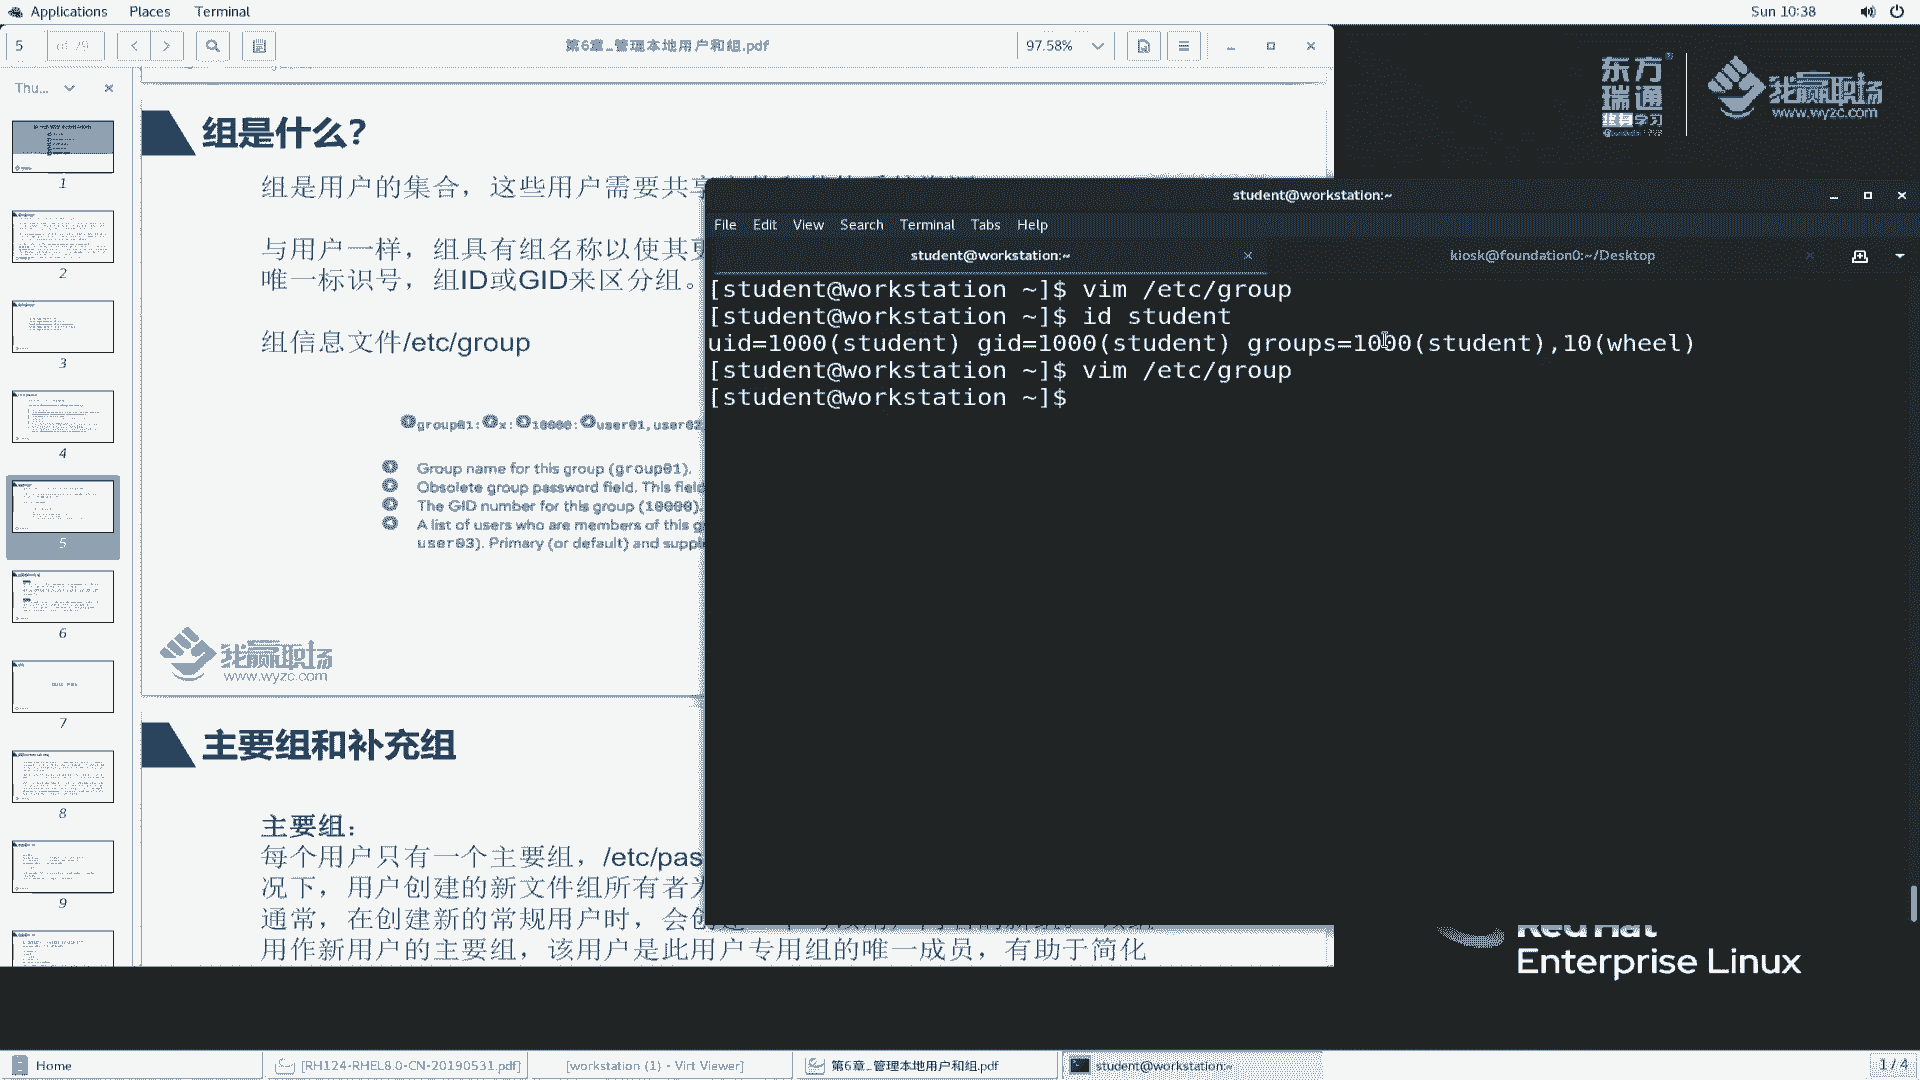 Applications Places Terminal
Sun 10:38
5 of 29
第6章_管理本地用户和组.pdf
97.58%
Thu...
1
2
3
4
5
6
7
8
9
组是什么?
组是用户的集合，这些用户需要共享
与用户一样，组具有组名称以使其更
唯一标识号，组ID或GID来区分组。
组信息文件/etc/group
①group01:②x:③10000:④user01,user02
① Group name for this group (group01).
② Obsolete group password field. This field
③ The GID number for this group (10000).
④ A list of users who are members of this g
user03). Primary (or default) and suppl
我赢职场
www.wyzc.com
主要组和补充组
主要组：
每个用户只有一个主要组，/etc/pas
况下，用户创建的新文件组所有者为
通常，在创建新的常规用户时，会创
用作新用户的主要组，该用户是此用户专用组的唯一成员，有助于简化
东方
瑞通
终身学习
我赢职场
www.wyzc.com
student@workstation:~
File Edit View Search Terminal Tabs Help
student@workstation:~
kiosk@foundation0:~/Desktop
[student@workstation ~]$ vim /etc/group
[student@workstation ~]$ id student
uid=1000(student) gid=1000(student) groups=1000(student),10(wheel)
[student@workstation ~]$ vim /etc/group
[student@workstation ~]$
Red Hat
Enterprise Linux
Home
[RH124-RHEL8.0-CN-20190531.pdf]
[workstation (1) - Virt Viewer]
第6章_管理本地用户和组.pdf
student@workstation:~
1 / 4